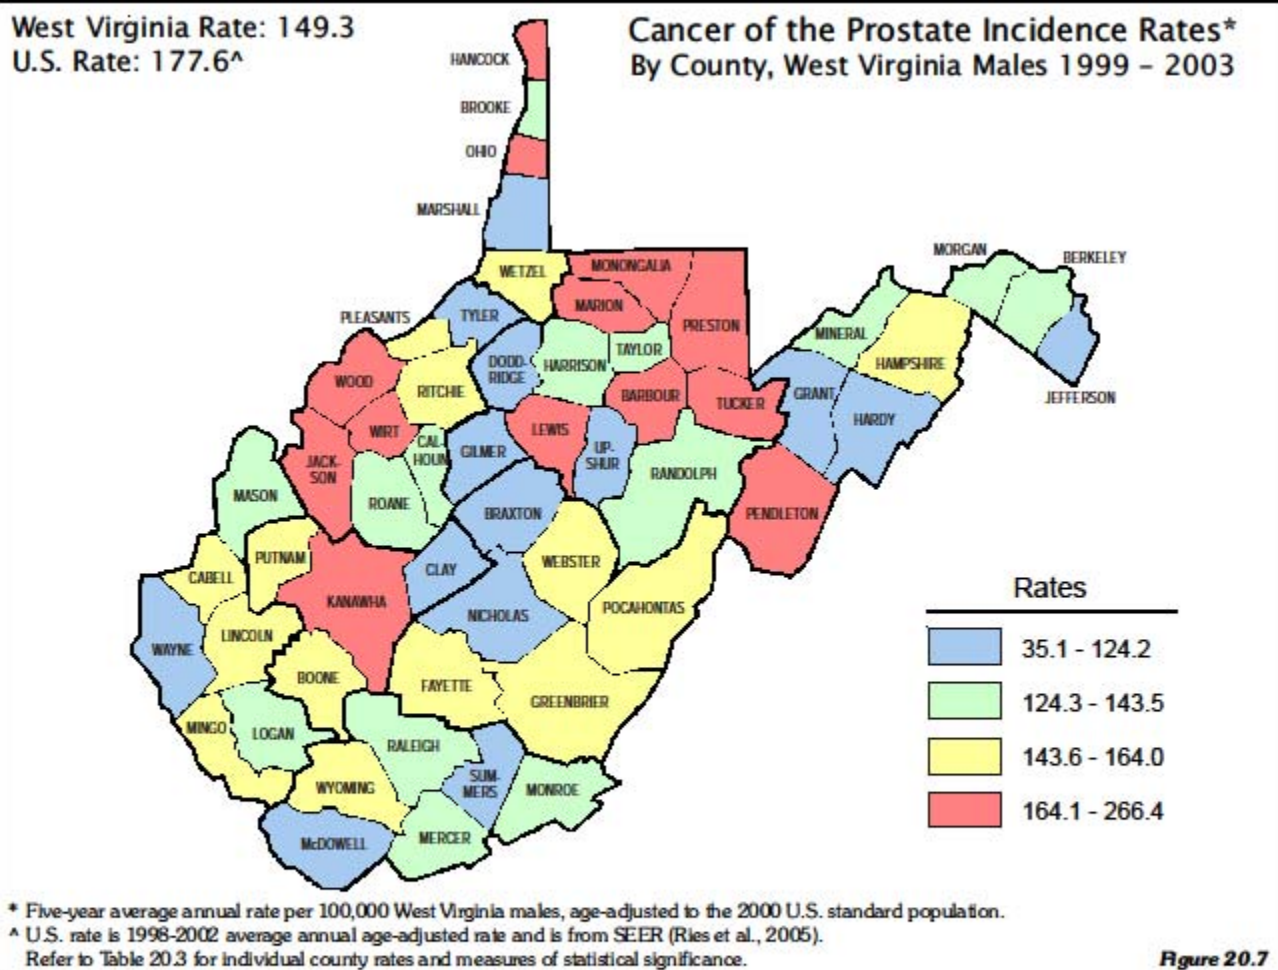 West Virginia Rate: 149.3
U.S. Rate: 177.6^
Cancer of the Prostate Incidence Rates*
By County, West Virginia Males 1999 – 2003
HANCOCK
BROOKE
OHIO
MARSHALL
WETZEL
MONONGALIA
MARION
PRESTON
MORGAN
BERKELEY
PLEASANTS
TYLER
DODD-
RIDGE
HARRISON
TAYLOR
MINERAL
HAMPSHIRE
JEFFERSON
WOOD
RITCHIE
BARBOUR
TUCKER
GRANT
HARDY
WIRT
CAL-
HOUN
GILMER
LEWIS
UP-
SHUR
RANDOLPH
JACK-
SON
MASON
ROANE
BRAXTON
PENDLETON
PUTNAM
CABELL
CLAY
WEBSTER
KANAWHA
NICHOLAS
POCAHONTAS
WAYNE
LINCOLN
BOONE
FAYETTE
GREENBRIER
MINGO
LOGAN
RALEIGH
WYOMING
SUM-
MERS
MONROE
McDOWELL
MERCER
Rates
35.1 - 124.2
124.3 - 143.5
143.6 - 164.0
164.1 - 266.4
* Five-year average annual rate per 100,000 West Virginia males, age-adjusted to the 2000 U.S. standard population.
^ U.S. rate is 1998-2002 average annual age-adjusted rate and is from SEER (Ries et al., 2005).
Refer to Table 20.3 for individual county rates and measures of statistical significance.
Figure 20.7